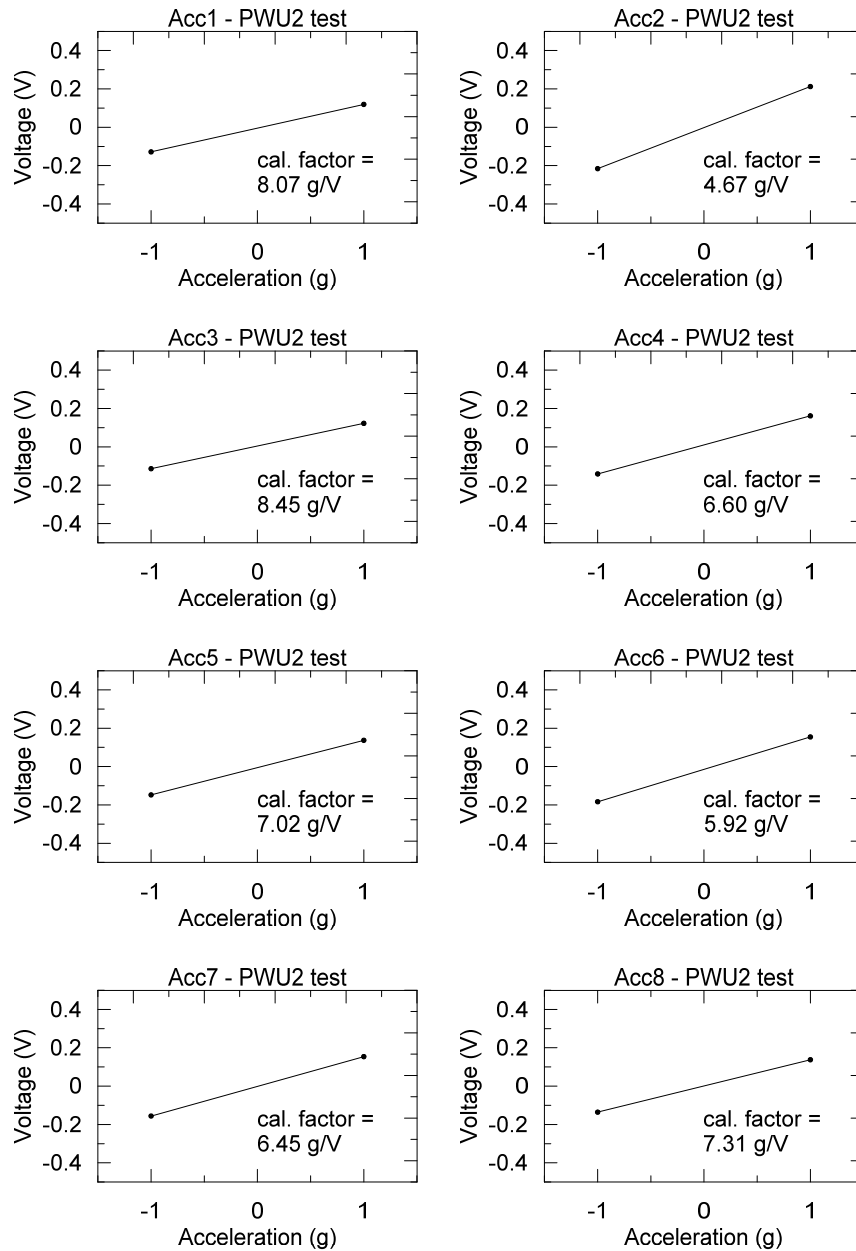 Acc1 - PWU2 test
0.4
0.2
0
-0.2
-0.4
Voltage (V)
cal. factor =
8.07 g/V
-1 0 1
Acceleration (g)
Acc2 - PWU2 test
0.4
0.2
0
-0.2
-0.4
Voltage (V)
cal. factor =
4.67 g/V
-1 0 1
Acceleration (g)
Acc3 - PWU2 test
0.4
0.2
0
-0.2
-0.4
Voltage (V)
cal. factor =
8.45 g/V
-1 0 1
Acceleration (g)
Acc4 - PWU2 test
0.4
0.2
0
-0.2
-0.4
Voltage (V)
cal. factor =
6.60 g/V
-1 0 1
Acceleration (g)
Acc5 - PWU2 test
0.4
0.2
0
-0.2
-0.4
Voltage (V)
cal. factor =
7.02 g/V
-1 0 1
Acceleration (g)
Acc6 - PWU2 test
0.4
0.2
0
-0.2
-0.4
Voltage (V)
cal. factor =
5.92 g/V
-1 0 1
Acceleration (g)
Acc7 - PWU2 test
0.4
0.2
0
-0.2
-0.4
Voltage (V)
cal. factor =
6.45 g/V
-1 0 1
Acceleration (g)
Acc8 - PWU2 test
0.4
0.2
0
-0.2
-0.4
Voltage (V)
cal. factor =
7.31 g/V
-1 0 1
Acceleration (g)